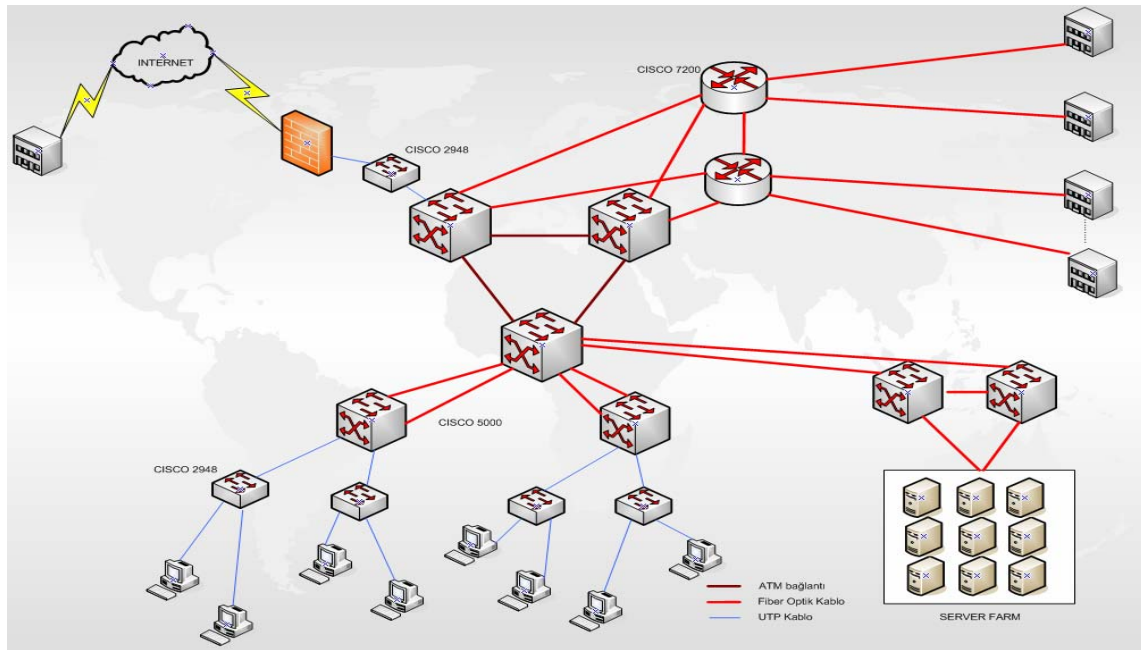 INTERNET
CISCO 7200
CISCO 2948
CISCO 5000
CISCO 2948
ATM bağlantı
Fiber Optik Kablo
UTP Kablo
SERVER FARM